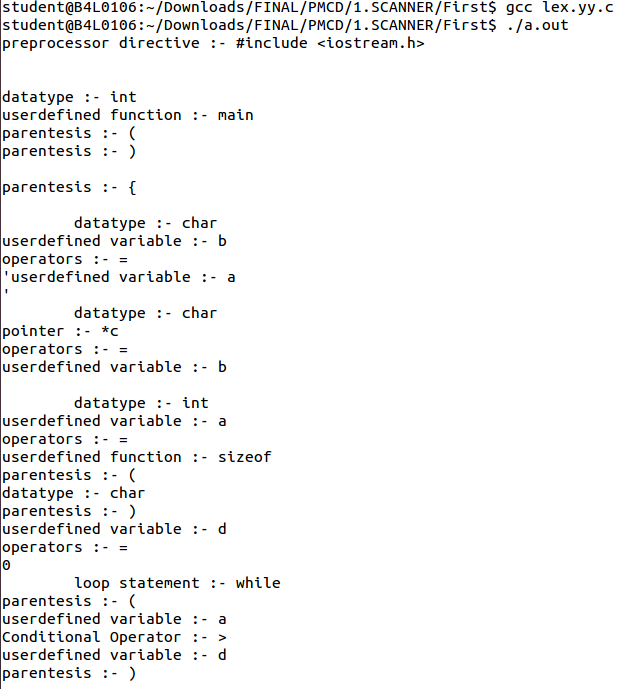 student@B4L0106:~/Downloads/FINAL/PMCD/1.SCANNER/First$ gcc lex.yy.c
student@B4L0106:~/Downloads/FINAL/PMCD/1.SCANNER/First$ ./a.out
preprocessor directive :- #include <iostream.h>
datatype :- int
userdefined function :- main
parentesis :- (
parentesis :- )
parentesis :- {
datatype :- char
userdefined variable :- b
operators :- =
'userdefined variable :- a
'
datatype :- char
pointer :- *c
operators :- =
userdefined variable :- b
datatype :- int
userdefined variable :- a
operators :- =
userdefined function :- sizeof
parentesis :- (
datatype :- char
parentesis :- )
userdefined variable :- d
operators :- =
0
loop statement :- while
parentesis :- (
userdefined variable :- a
Conditional Operator :- >
userdefined variable :- d
parentesis :- )